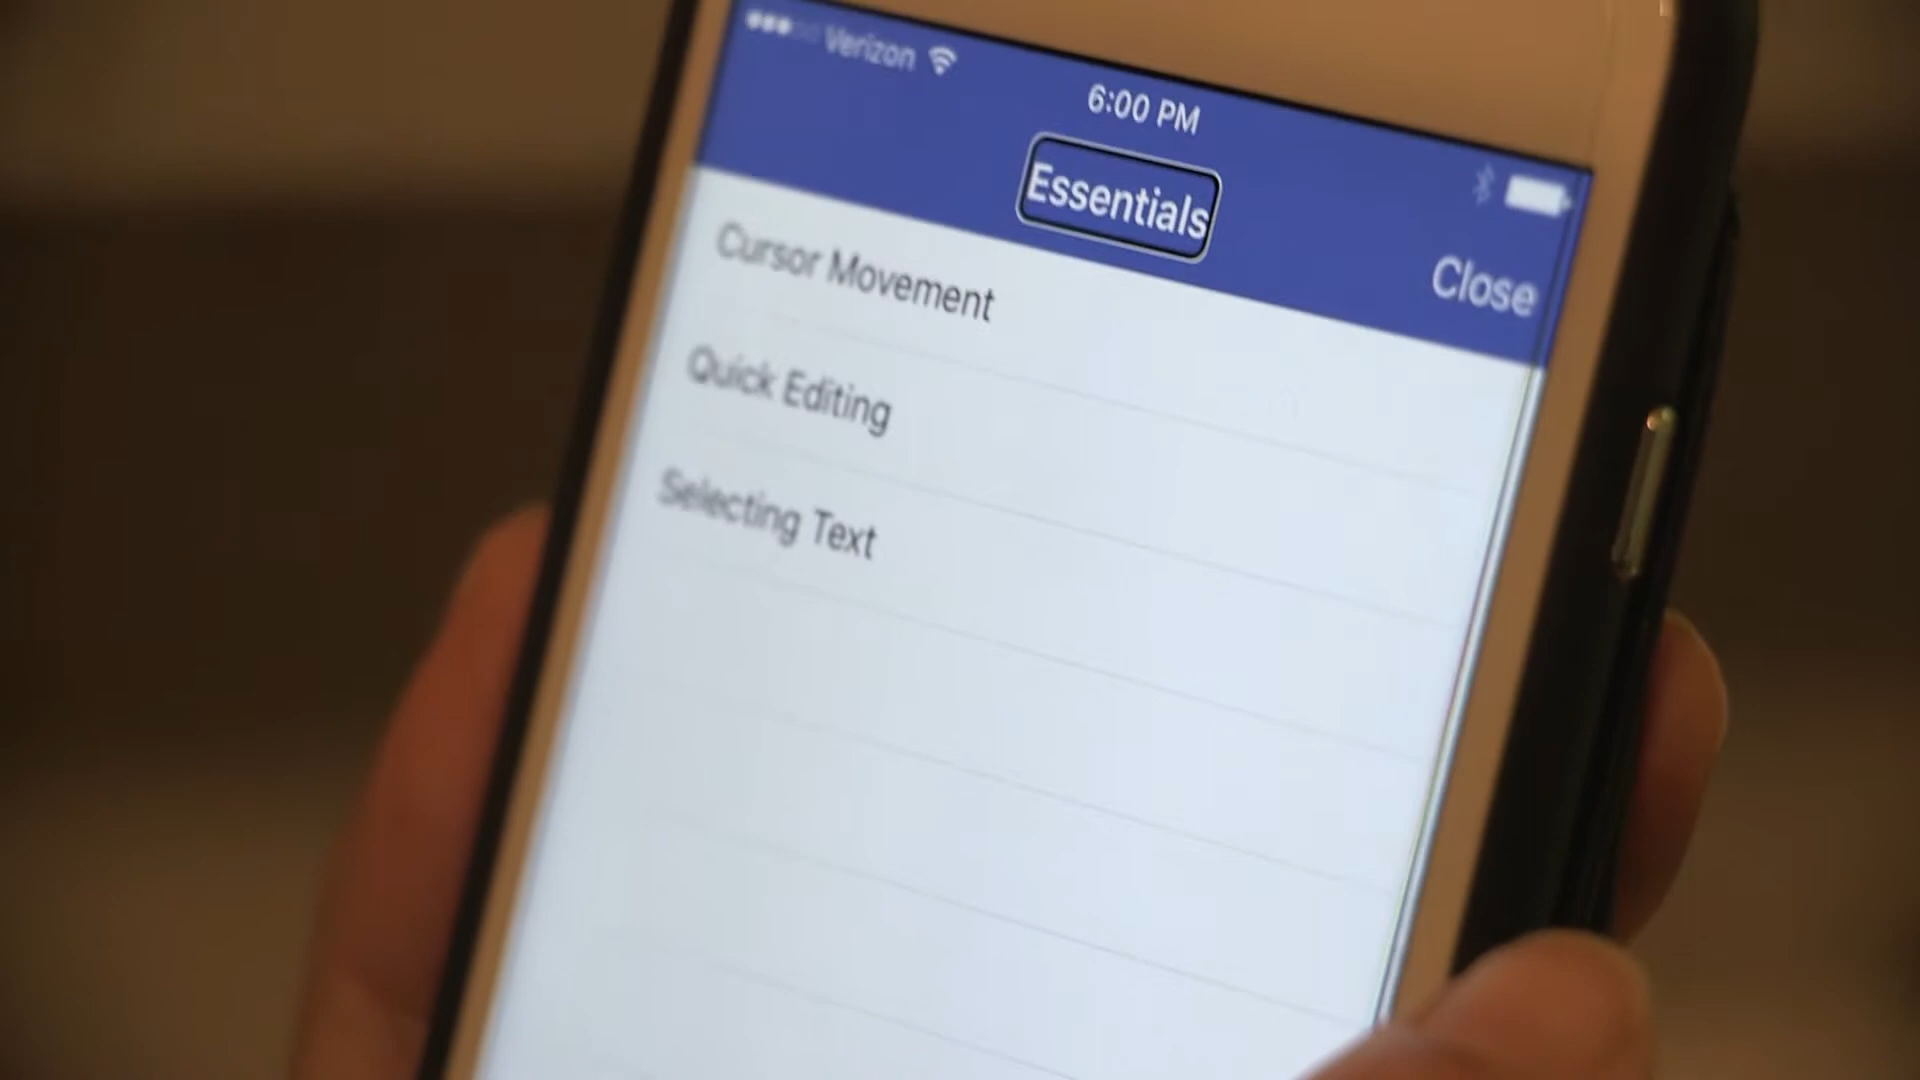 Verizon
6:00 PM
Essentials
Close
Cursor Movement
Quick Editing
Selecting Text